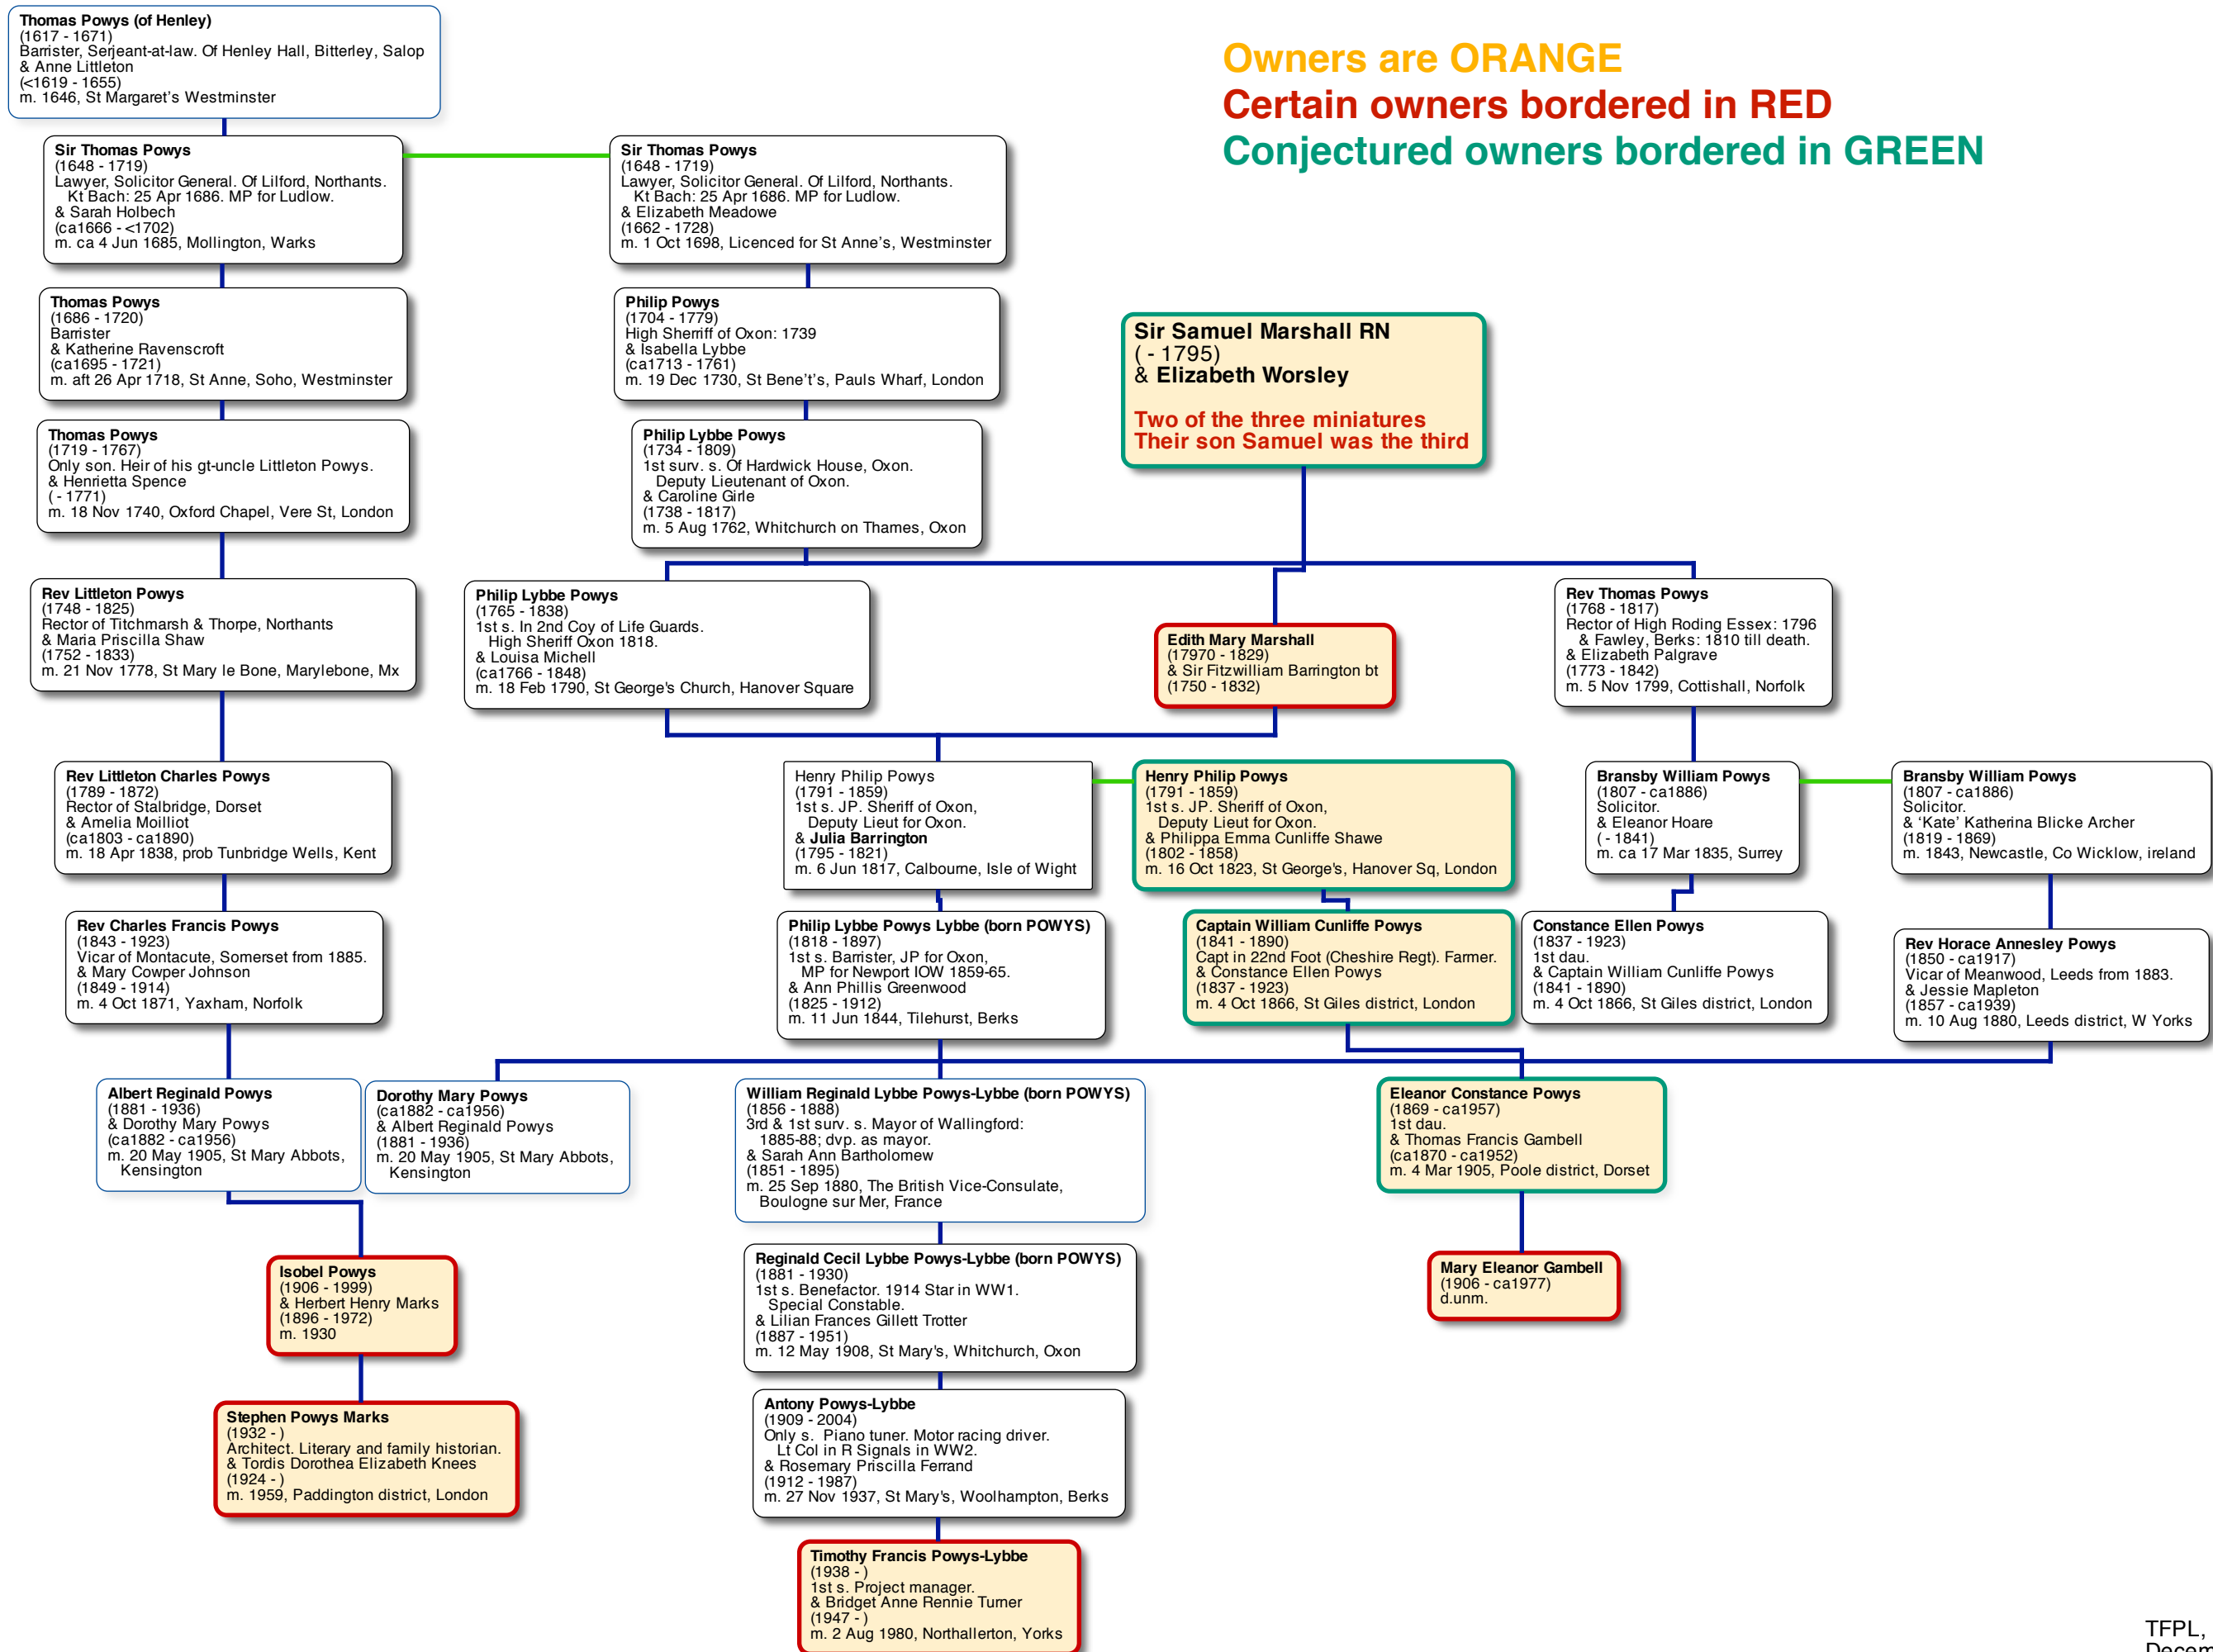 Thomas Powys (of Henley)
(1617 - 1671)
Barrister, Serjeant-at-law. Of Henley Hall, Bitterley, Salop
& Anne Littleton
(<1619 - 1655)
m. 1646, St Margaret's Westminster
Owners are ORANGE
Certain owners bordered in RED
Conjectured owners bordered in GREEN
Sir Thomas Powys
(1648 - 1719)
Lawyer, Solicitor General. Of Lilford, Northants.
Kt Bach: 25 Apr 1686. MP for Ludlow.
& Sarah Holbech
(ca1666 - <1702)
m. ca 4 Jun 1685, Mollington, Warks
Sir Thomas Powys
(1648 - 1719)
Lawyer, Solicitor General. Of Lilford, Northants.
Kt Bach: 25 Apr 1686. MP for Ludlow.
& Elizabeth Meadowe
(1662 - 1728)
m. 1 Oct 1698, Licenced for St Anne's, Westminster
Thomas Powys
(1686 - 1720)
Barrister
& Katherine Ravenscroft
(ca1695 - 1721)
m. aft 26 Apr 1718, St Anne, Soho, Westminster
Philip Powys
(1704 - 1779)
High Sherriff of Oxon: 1739
& Isabella Lybbe
(ca1713 - 1761)
m. 19 Dec 1730, St Bene't's, Pauls Wharf, London
Sir Samuel Marshall RN
( - 1795)
& Elizabeth Worsley
Two of the three miniatures
Their son Samuel was the third
Thomas Powys
(1719 - 1767)
Only son. Heir of his gt-uncle Littleton Powys.
& Henrietta Spence
( - 1771)
m. 18 Nov 1740, Oxford Chapel, Vere St, London
Philip Lybbe Powys
(1734 - 1809)
1st surv. s. Of Hardwick House, Oxon.
Deputy Lieutenant of Oxon.
& Caroline Girle
(1738 - 1817)
m. 5 Aug 1762, Whitchurch on Thames, Oxon
Rev Littleton Powys
(1748 - 1825)
Rector of Titchmarsh & Thorpe, Northants
& Maria Priscilla Shaw
(1752 - 1833)
m. 21 Nov 1778, St Mary le Bone, Marylebone, Mx
Philip Lybbe Powys
(1765 - 1838)
1st s. In 2nd Coy of Life Guards.
High Sheriff Oxon 1818.
& Louisa Michell
(ca1766 - 1848)
m. 18 Feb 1790, St George's Church, Hanover Square
Edith Mary Marshall
(17970 - 1829)
& Sir Fitzwilliam Barrington bt
(1750 - 1832)
Rev Thomas Powys
(1768 - 1817)
Rector of High Roding Essex: 1796
& Fawley, Berks: 1810 till death.
& Elizabeth Palgrave
(1773 - 1842)
m. 5 Nov 1799, Cottishall, Norfolk
Rev Littleton Charles Powys
(1789 - 1872)
Rector of Stalbridge, Dorset
& Amelia Moilliot
(ca1803 - ca1890)
m. 18 Apr 1838, prob Tunbridge Wells, Kent
Henry Philip Powys
(1791 - 1859)
1st s. JP. Sheriff of Oxon,
Deputy Lieut for Oxon.
& Julia Barrington
(1795 - 1821)
m. 6 Jun 1817, Calbourne, Isle of Wight
Henry Philip Powys
(1791 - 1859)
1st s. JP. Sheriff of Oxon,
Deputy Lieut for Oxon.
& Philippa Emma Cunliffe Shawe
(1802 - 1858)
m. 16 Oct 1823, St George's, Hanover Sq, London
Bransby William Powys
(1807 - ca1886)
Solicitor.
& Eleanor Hoare
( - 1841)
m. ca 17 Mar 1835, Surrey
Bransby William Powys
(1807 - ca1886)
Solicitor.
& 'Kate' Katherina Blicke Archer
(1819 - 1869)
m. 1843, Newcastle, Co Wicklow, ireland
Rev Charles Francis Powys
(1843 - 1923)
Vicar of Montacute, Somerset from 1885.
& Mary Cowper Johnson
(1849 - 1914)
m. 4 Oct 1871, Yaxham, Norfolk
Philip Lybbe Powys Lybbe (born POWYS)
(1818 - 1897)
1st s. Barrister, JP for Oxon,
MP for Newport IOW 1859-65.
& Ann Phillis Greenwood
(1825 - 1912)
m. 11 Jun 1844, Tilehurst, Berks
Captain William Cunliffe Powys
(1841 - 1890)
Capt in 22nd Foot (Cheshire Regt). Farmer.
& Constance Ellen Powys
(1837 - 1923)
m. 4 Oct 1866, St Giles district, London
Constance Ellen Powys
(1837 - 1923)
1st dau.
& Captain William Cunliffe Powys
(1841 - 1890)
m. 4 Oct 1866, St Giles district, London
Rev Horace Annesley Powys
(1850 - ca1917)
Vicar of Meanwood, Leeds from 1883.
& Jessie Mapleton
(1857 - ca1939)
m. 10 Aug 1880, Leeds district, W Yorks
Albert Reginald Powys
(1881 - 1936)
& Dorothy Mary Powys
(ca1882 - ca1956)
m. 20 May 1905, St Mary Abbots,
Kensington
Dorothy Mary Powys
(ca1882 - ca1956)
& Albert Reginald Powys
(1881 - 1936)
m. 20 May 1905, St Mary Abbots,
Kensington
William Reginald Lybbe Powys-Lybbe (born POWYS)
(1856 - 1888)
3rd & 1st surv. s. Mayor of Wallingford:
1885-88; dvp. as mayor.
& Sarah Ann Bartholomew
(1851 - 1895)
m. 25 Sep 1880, The British Vice-Consulate,
Boulogne sur Mer, France
Eleanor Constance Powys
(1869 - ca1957)
1st dau.
& Thomas Francis Gambell
(ca1870 - ca1952)
m. 4 Mar 1905, Poole district, Dorset
Isobel Powys
(1906 - 1999)
& Herbert Henry Marks
(1896 - 1972)
m. 1930
Reginald Cecil Lybbe Powys-Lybbe (born POWYS)
(1881 - 1930)
1st s. Benefactor. 1914 Star in WW1.
Special Constable.
& Lilian Frances Gillett Trotter
(1887 - 1951)
m. 12 May 1908, St Mary's, Whitchurch, Oxon
Mary Eleanor Gambell
(1906 - ca1977)
d.unm.
Stephen Powys Marks
(1932 - )
Architect. Literary and family historian.
& Tordis Dorothea Elizabeth Knees
(1924 - )
m. 1959, Paddington district, London
Antony Powys-Lybbe
(1909 - 2004)
Only s. Piano tuner. Motor racing driver.
Lt Col in R Signals in WW2.
& Rosemary Priscilla Ferrand
(1912 - 1987)
m. 27 Nov 1937, St Mary's, Woolhampton, Berks
Timothy Francis Powys-Lybbe
(1938 - )
1st s. Project manager.
& Bridget Anne Rennie Turner
(1947 - )
m. 2 Aug 1980, Northallerton, Yorks
TFPL,
Decem